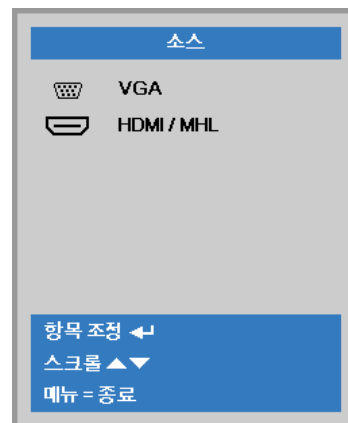 소스
VGA
HDMI / MHL
항목 조정
스크롤 ▲▼
메뉴 = 종료